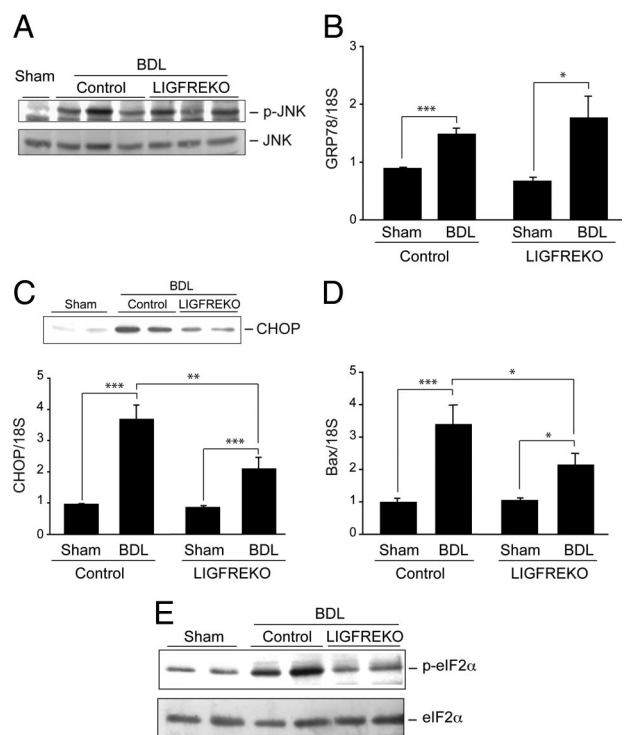 A
BDL
Sham
Control
LIGFREKO
p-JNK
JNK
B
GRP78/18S
3
2
1
0
***
*
Sham
BDL
Sham
BDL
Control
LIGFREKO
C
BDL
Sham
Control
LIGFREKO
CHOP
CHOP/18S
5
4
3
2
1
0
***
**
***
Sham
BDL
Sham
BDL
Control
LIGFREKO
D
Bax/18S
5
4
3
2
1
0
***
*
*
Sham
BDL
Sham
BDL
Control
LIGFREKO
E
BDL
Sham
Control
LIGFREKO
p-eIF2α
eIF2α